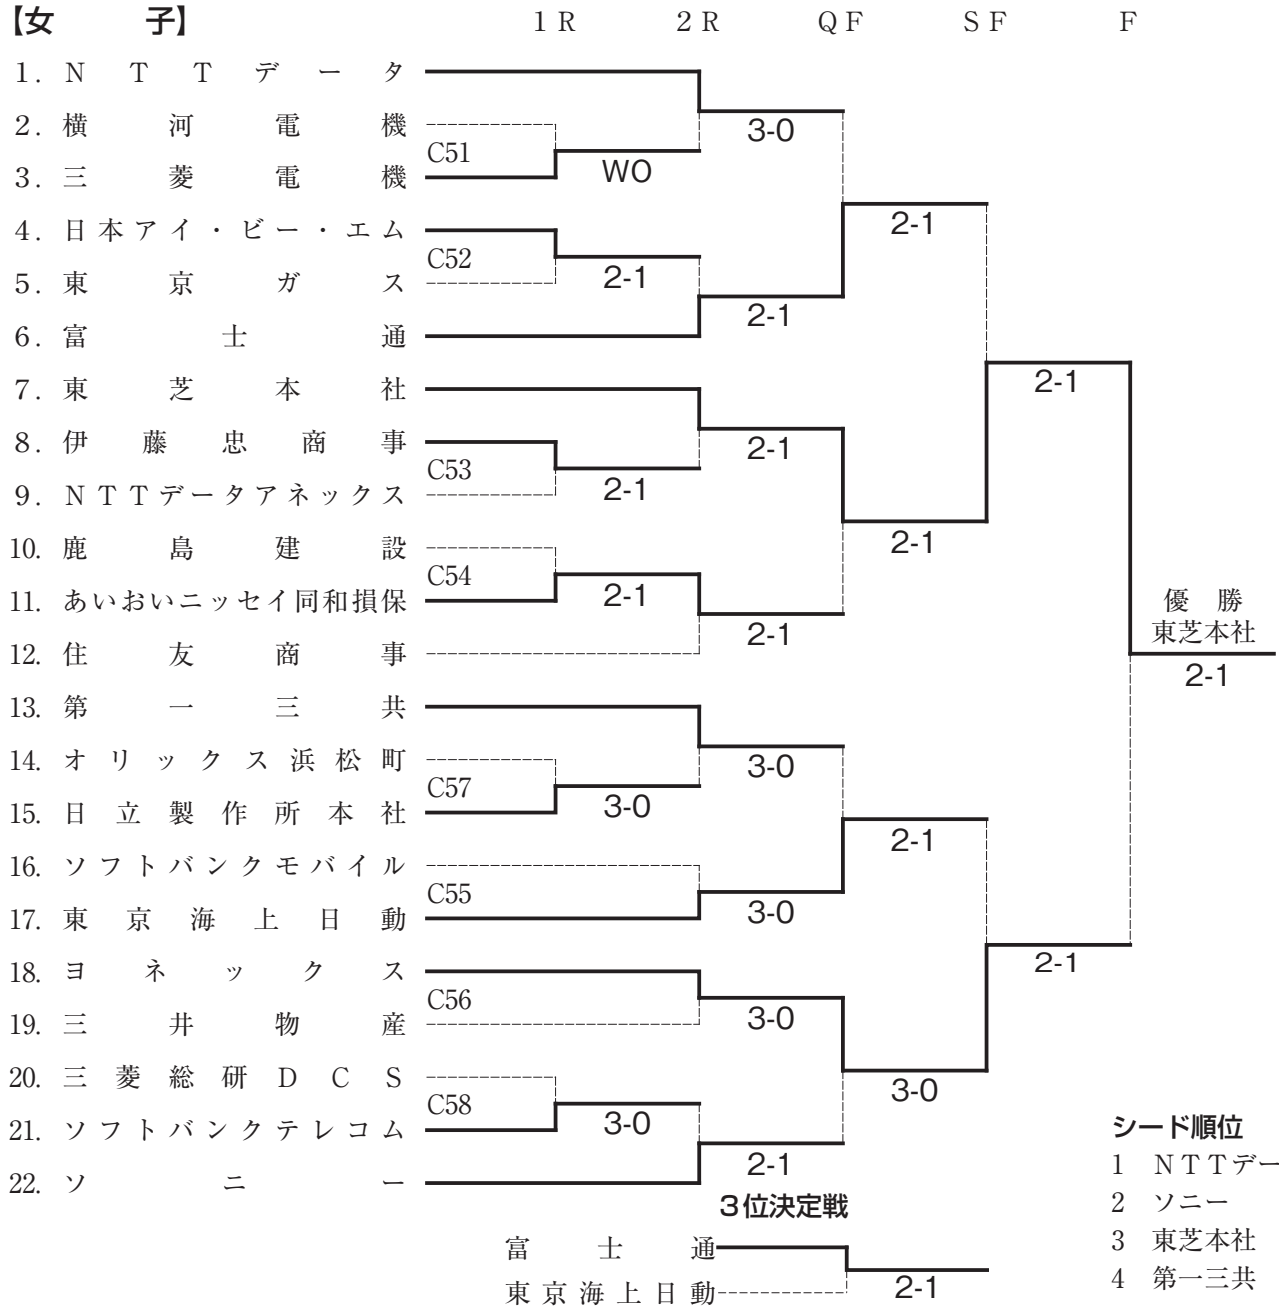 【女子】 1R 2R QF SF F
1. NTTデータ
3-0
2. 横河電機
C51
WO
3. 三菱電機
2-1
4. 日本アイ・ビー・エム
C52
2-1
5. 東京ガス
2-1
6. 富士通
7. 東芝本社
2-1
8. 伊藤忠商事
2-1
C53
2-1
9. NTTデータアネックス
10. 鹿島建設
2-1
C54
2-1
11. あいおいニッセイ同和損保
2-1
優勝
東芝本社
2-1
12. 住友商事
13. 第一三共
3-0
14. オリックス浜松町
C57
3-0
15. 日立製作所本社
2-1
16. ソフトバンクモバイル
C55
3-0
17. 東京海上日動
18. ヨネックス
2-1
C56
3-0
19. 三井物産
20. 三菱総研DCS
3-0
C58
3-0
21. ソフトバンクテレコム
2-1
22. ソニー
3位決定戦
富士通
東京海上日動
2-1
シード順位
1 NTTデー
2 ソニー
3 東芝本社
4 第一三共